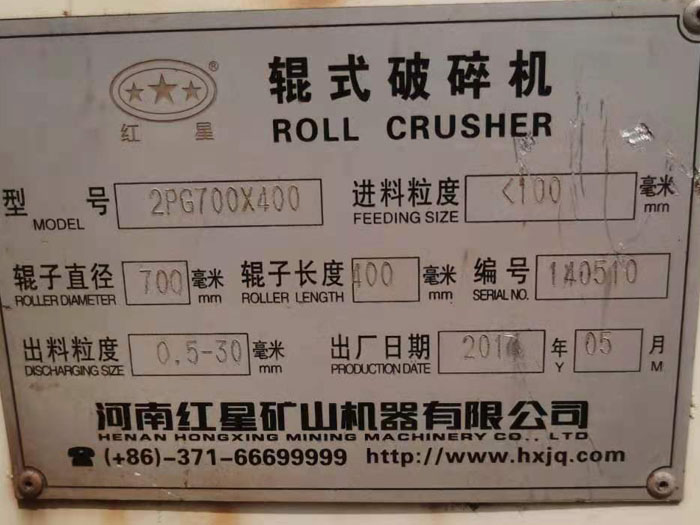 ®
红星
辊式破碎机
ROLL CRUSHER
型号 2PG700X400 进料粒度 <100 毫米
MODEL FEEDING SIZE mm
辊子直径 700 毫米 辊子长度 400 毫米 编号 140510
ROLLER DIAMETER mm ROLLER LENGTH mm SERIAL NO.
出料粒度 0.5-30 毫米 出厂日期 2014 年 05 月
DISCHARGING SIZE mm PRODUCTION DATE Y M
河南红星矿山机器有限公司
HENAN HONGXING MINING MACHINERY CO., LTD
☎ (+86)-371-66699999 http://www.hxjq.com